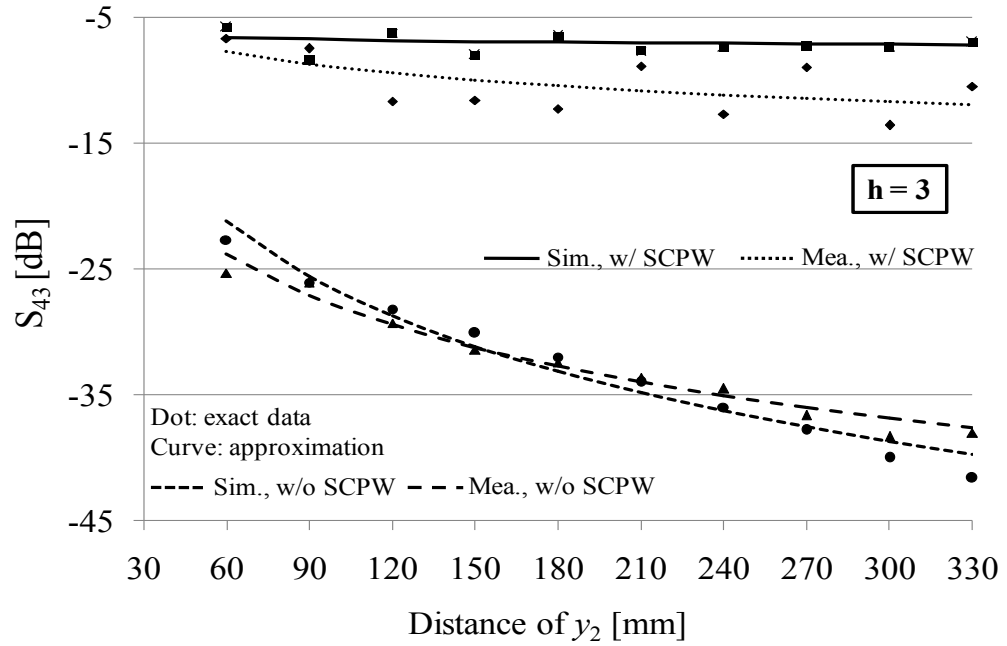 -5
-15
-25
-35
-45
S43 [dB]
h = 3
Sim., w/ SCPW Mea., w/ SCPW
Dot: exact data
Curve: approximation
Sim., w/o SCPW Mea., w/o SCPW
30 60 90 120 150 180 210 240 270 300 330
Distance of y2 [mm]